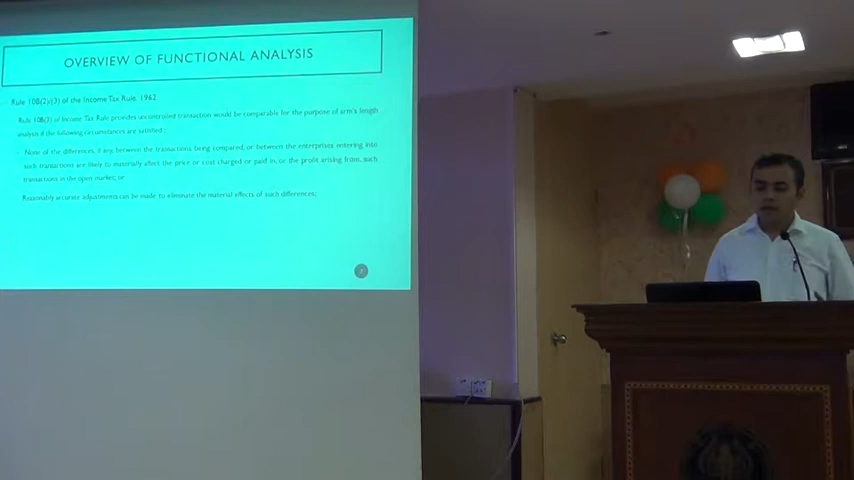 OVERVIEW OF FUNCTIONAL ANALYSIS
Rule 10B(2)/(3) of the Income Tax Rule, 1962
Rule 10B(3) of Income Tax Rule provides uncontrolled transaction would be comparable for the purpose of arm's length
analysis if the following circumstances are satisfied:
None of the differences, if any, between the transactions being compared, or between the enterprises entering into
such transactions are likely to materially affect the price or cost charged or paid in, or the profit arising from, such
transactions in the open market; or
Reasonably accurate adjustments can be made to eliminate the material effects of such differences;